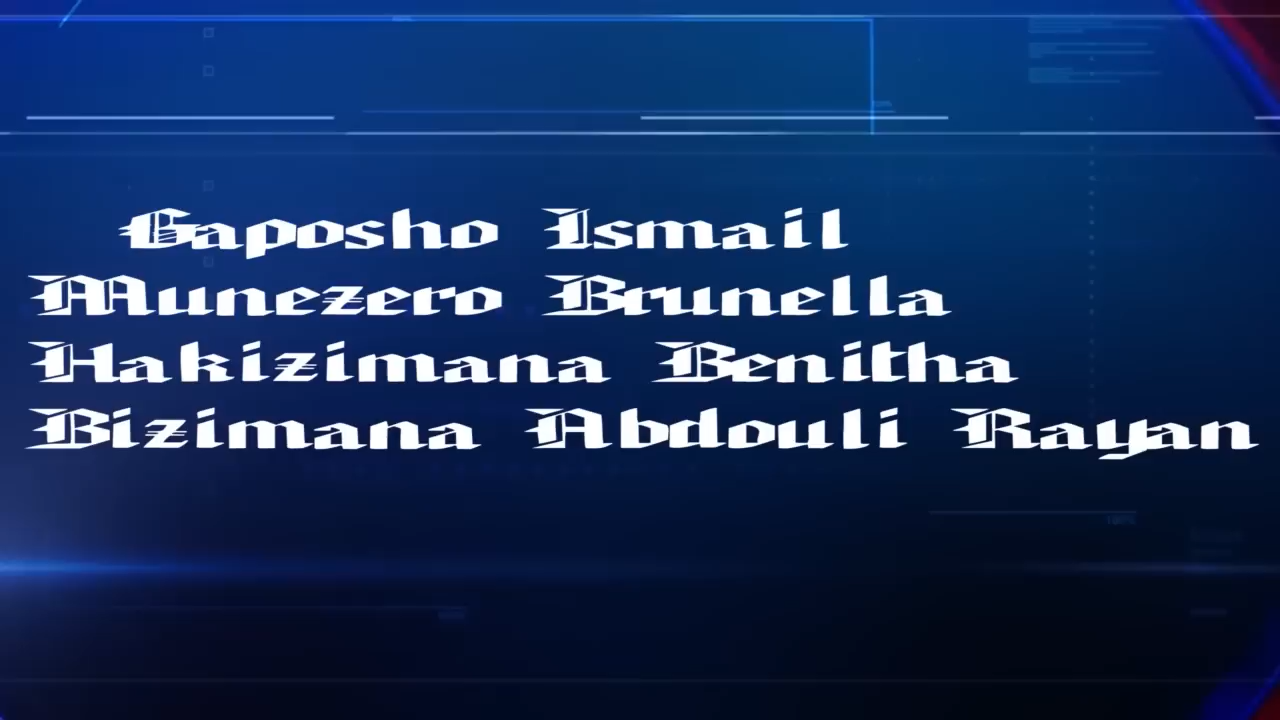 Gaposho Ismail
Munezero Brunella
Hakizimana Benitha
Bizimana Abdouli Rayan